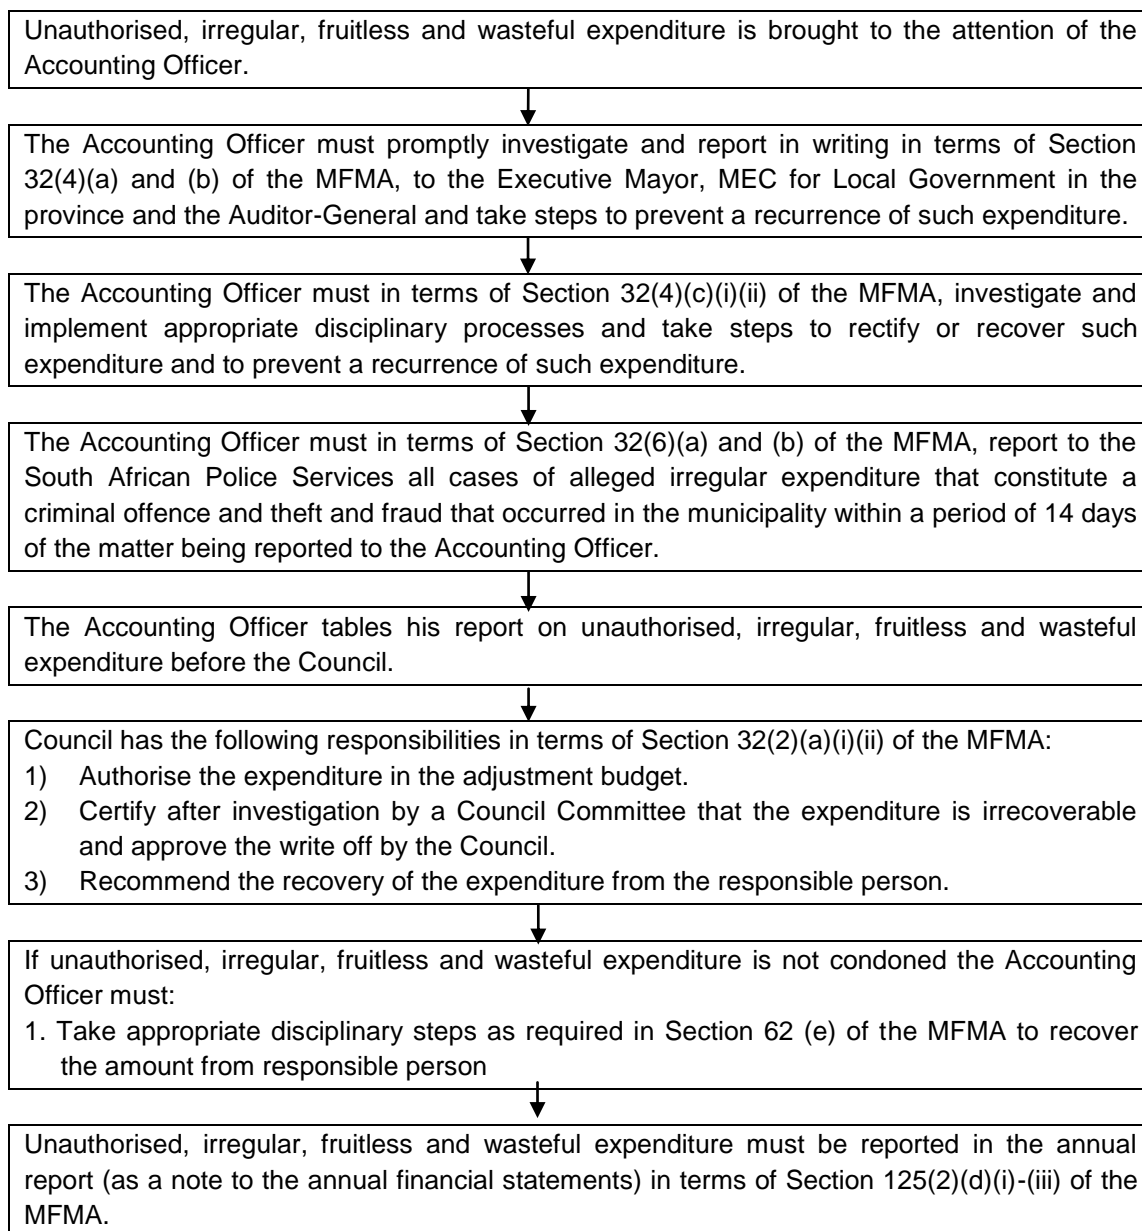 Unauthorised, irregular, fruitless and wasteful expenditure is brought to the attention of the
Accounting Officer.
The Accounting Officer must promptly investigate and report in writing in terms of Section
32(4)(a) and (b) of the MFMA, to the Executive Mayor, MEC for Local Government in the
province and the Auditor-General and take steps to prevent a recurrence of such expenditure.
The Accounting Officer must in terms of Section 32(4)(c)(i)(ii) of the MFMA, investigate and
implement appropriate disciplinary processes and take steps to rectify or recover such
expenditure and to prevent a recurrence of such expenditure.
The Accounting Officer must in terms of Section 32(6)(a) and (b) of the MFMA, report to the
South African Police Services all cases of alleged irregular expenditure that constitute a
criminal offence and theft and fraud that occurred in the municipality within a period of 14 days
of the matter being reported to the Accounting Officer.
The Accounting Officer tables his report on unauthorised, irregular, fruitless and wasteful
expenditure before the Council.
Council has the following responsibilities in terms of Section 32(2)(a)(i)(ii) of the MFMA:
1) Authorise the expenditure in the adjustment budget.
2) Certify after investigation by a Council Committee that the expenditure is irrecoverable
and approve the write off by the Council.
3) Recommend the recovery of the expenditure from the responsible person.
If unauthorised, irregular, fruitless and wasteful expenditure is not condoned the Accounting
Officer must:
1. Take appropriate disciplinary steps as required in Section 62 (e) of the MFMA to recover
the amount from responsible person
Unauthorised, irregular, fruitless and wasteful expenditure must be reported in the annual
report (as a note to the annual financial statements) in terms of Section 125(2)(d)(i)-(iii) of the
MFMA.